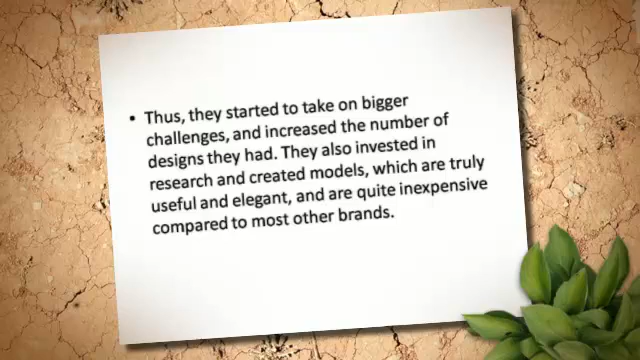 • Thus, they started to take on bigger
challenges, and increased the number of
designs they had. They also invested in
research and created models, which are truly
useful and elegant, and are quite inexpensive
compared to most other brands.